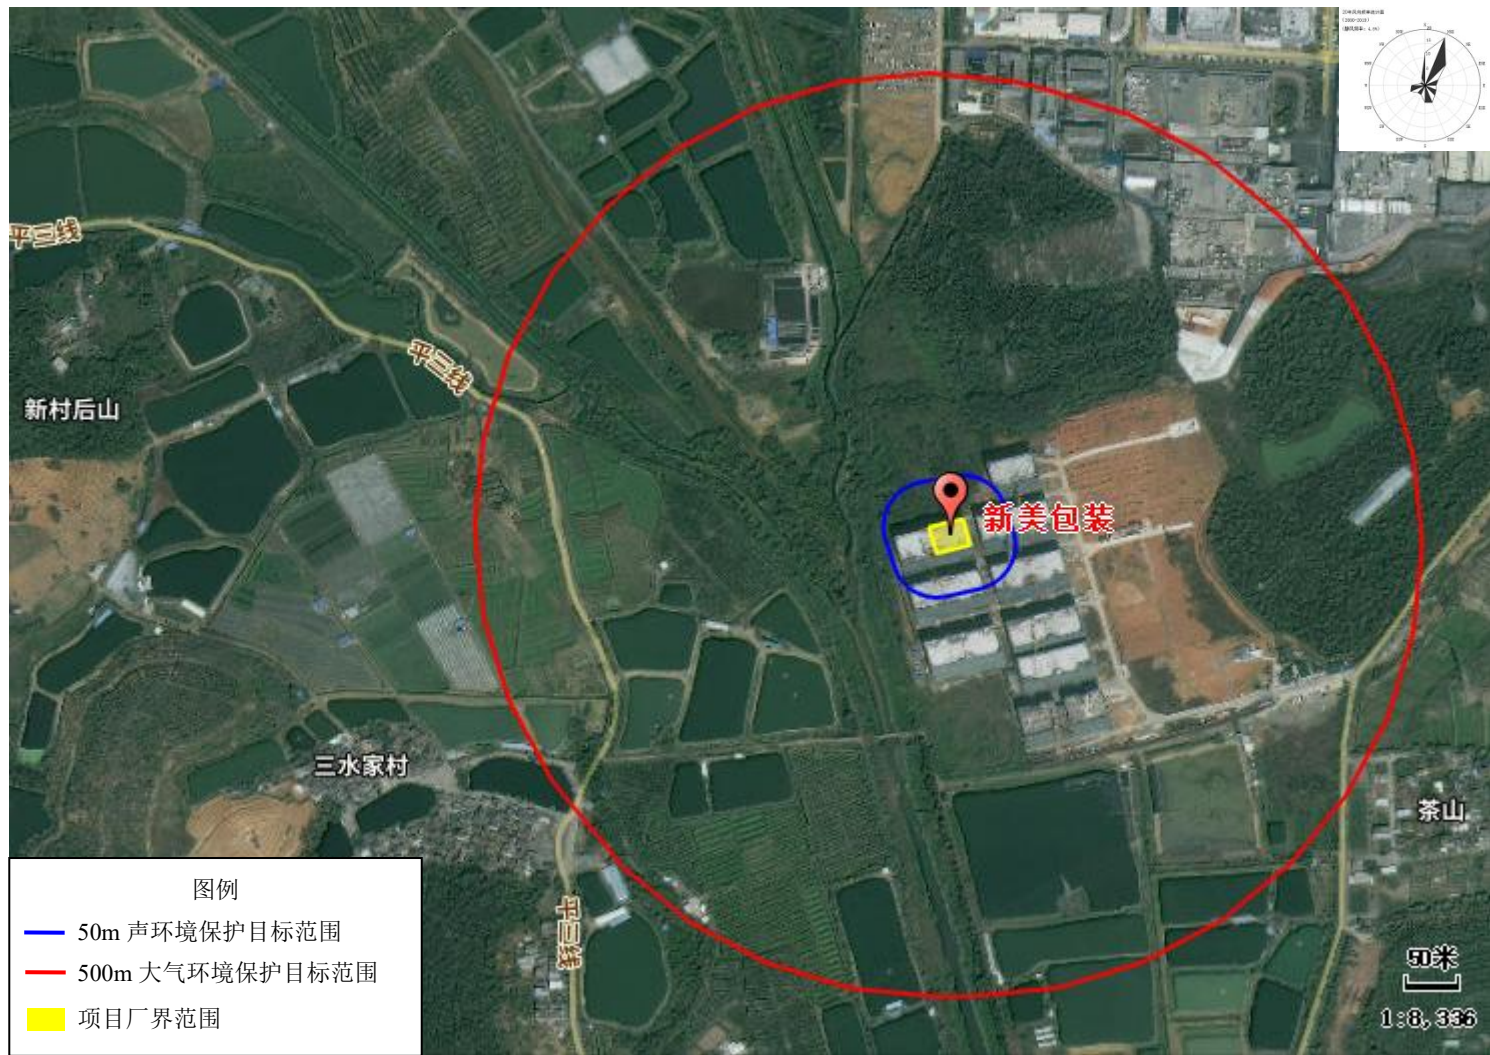 平三线
平三线
新村后山
新美包装
三水家村
茶山
平三线
图例
50m 声环境保护目标范围
500m 大气环境保护目标范围
项目厂界范围
50米
1:8,336